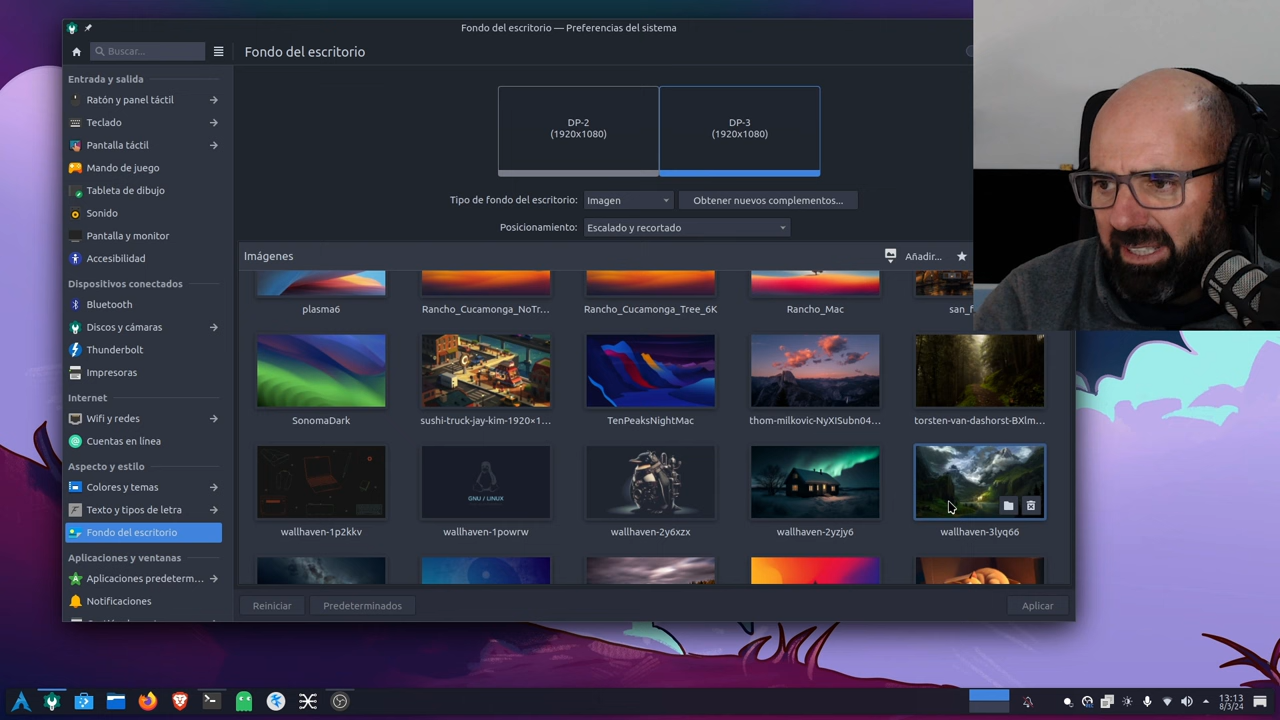 Fondo del escritorio — Preferencias del sistema
Buscar...
Fondo del escritorio
Entrada y salida
Ratón y panel táctil
Teclado
Pantalla táctil
Mando de juego
Tableta de dibujo
Sonido
Pantalla y monitor
Accesibilidad
Dispositivos conectados
Bluetooth
Discos y cámaras
Thunderbolt
Impresoras
Internet
Wifi y redes
Cuentas en línea
Aspecto y estilo
Colores y temas
Texto y tipos de letra
Fondo del escritorio
Aplicaciones y ventanas
Aplicaciones predeterm...
Notificaciones
DP-2
(1920x1080)
DP-3
(1920x1080)
Tipo de fondo del escritorio:
Imagen
Obtener nuevos complementos...
Posicionamiento:
Escalado y recortado
Imágenes
Añadir...
plasma6
Rancho_Cucamonga_NoTr...
Rancho_Cucamonga_Tree_6K
Rancho_Mac
SonomaDark
sushi-truck-jay-kim-1920×1...
TenPeaksNightMac
thom-milkovic-NyXISubn04...
torsten-van-dashorst-BXlm...
GNU / LINUX
wallhaven-1p2kkv
wallhaven-1powrw
wallhaven-2y6xzx
wallhaven-2yzjy6
wallhaven-3lyq66
Reiniciar
Predeterminados
Aplicar
13:13
8/3/24